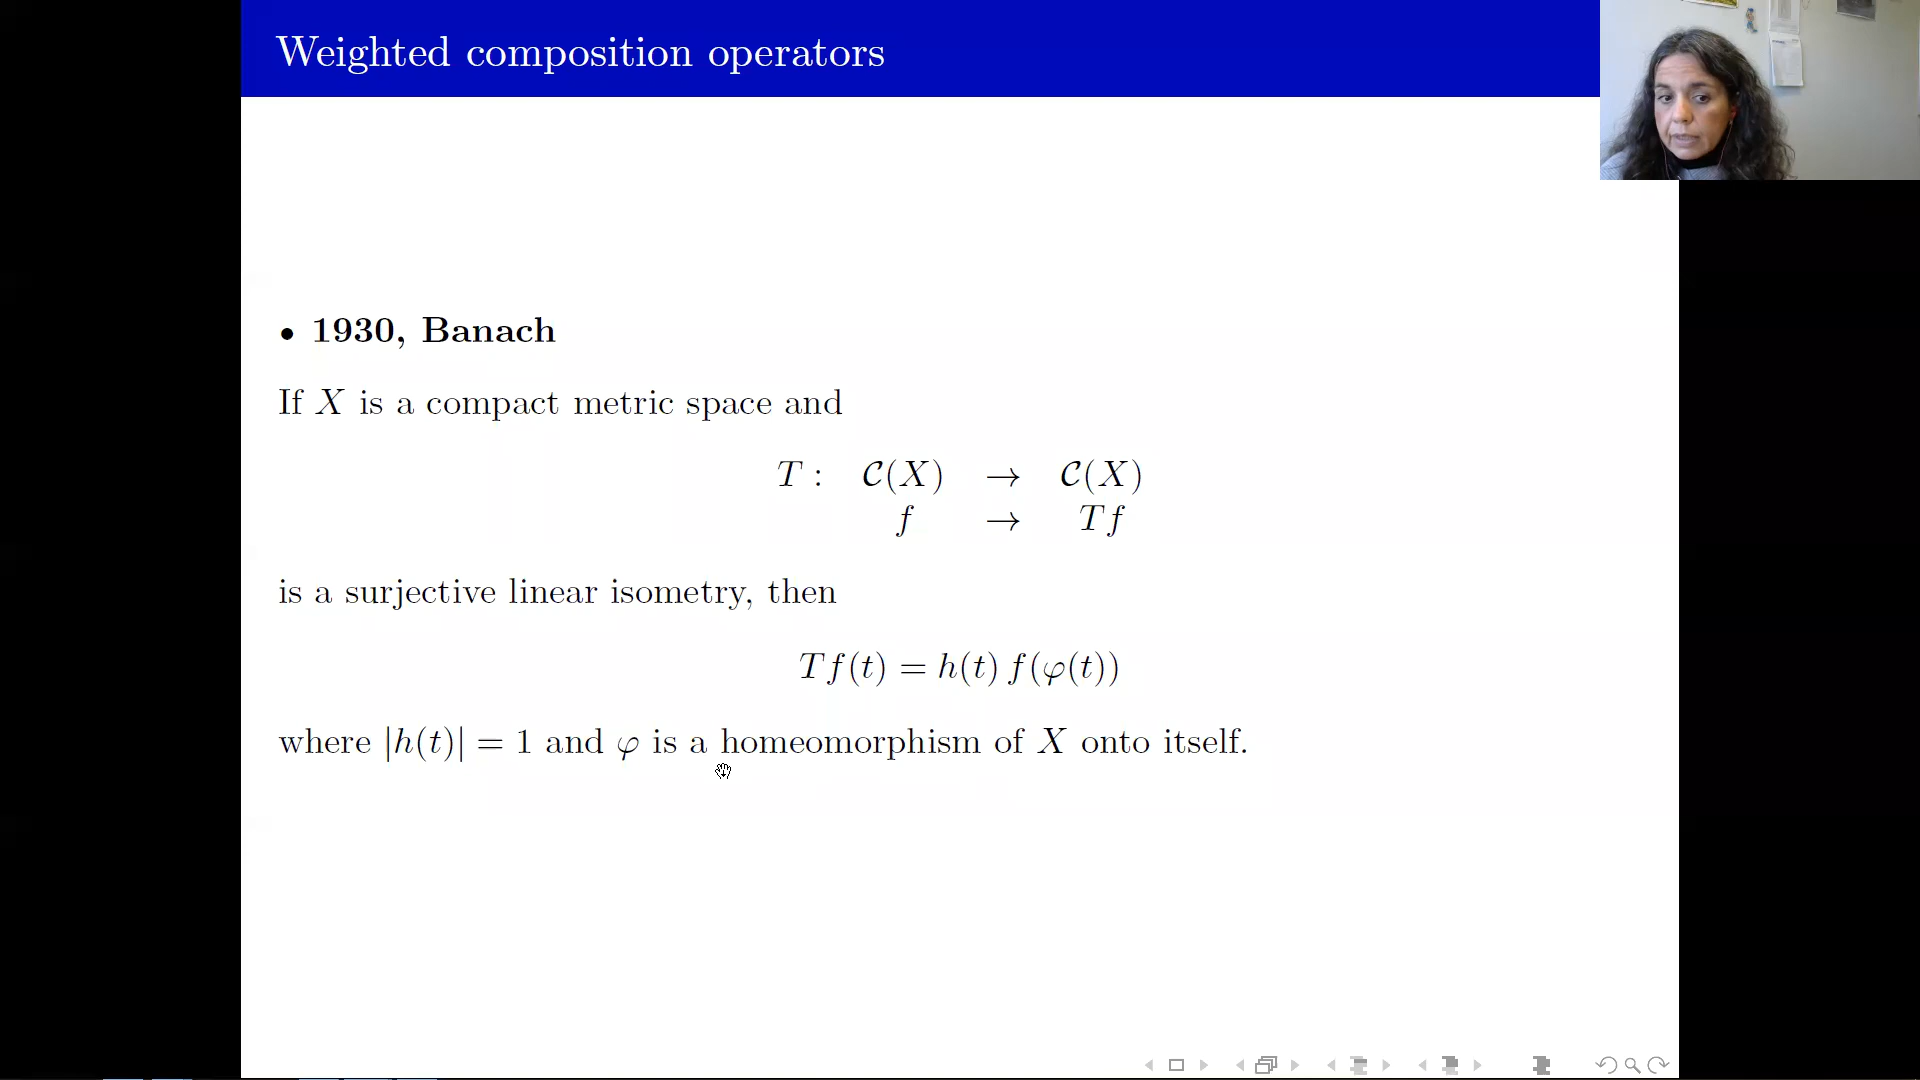 Weighted composition operators
• 1930, Banach
If X is a compact metric space and
T : 𝒞(X) → 𝒞(X)
f → Tf
is a surjective linear isometry, then
Tf(t) = h(t) f(φ(t))
where |h(t)| = 1 and φ is a homeomorphism of X onto itself.